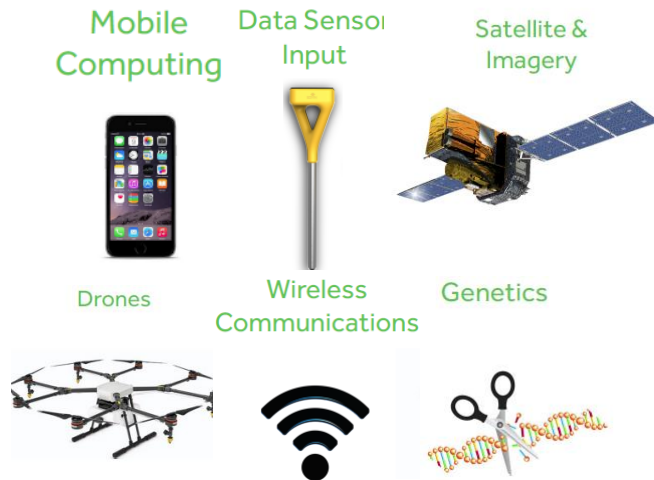 Mobile
Computing
Data Sensor
Input
Satellite &
Imagery
Drones
Wireless
Communications
Genetics